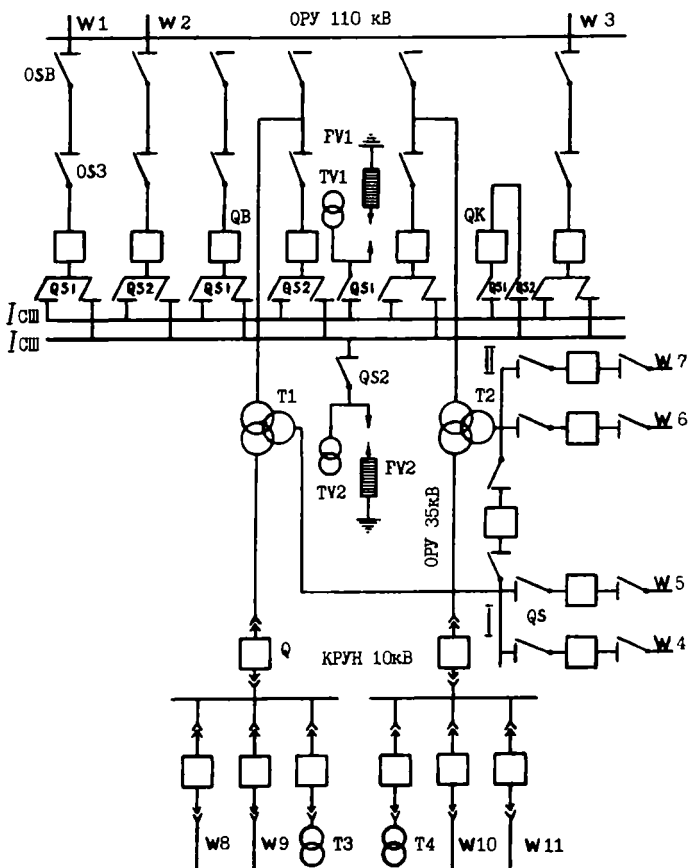 W1 W2 ОРУ 110 кВ W3
OSB
FV1
TV1
OS3
QB QK
QS1 QS2 QS1 QS2 QS1 QS1 QS2
I СШ
I СШ
QS2 II W7
T1 T2
W6
FV2
TV2
ОРУ 35кВ
W5
I QS
Q КРУН 10кВ W4
W8 W9 T3 T4 W10 W11